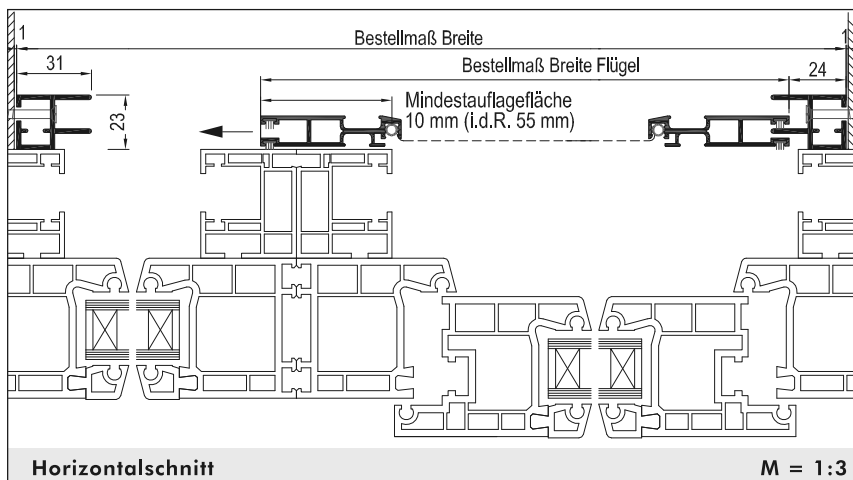 1
Bestellmaß Breite
1
31
Bestellmaß Breite Flügel
24
23
Mindestauflagefläche
10 mm (i.d.R. 55 mm)
Horizontalschnitt
M = 1:3